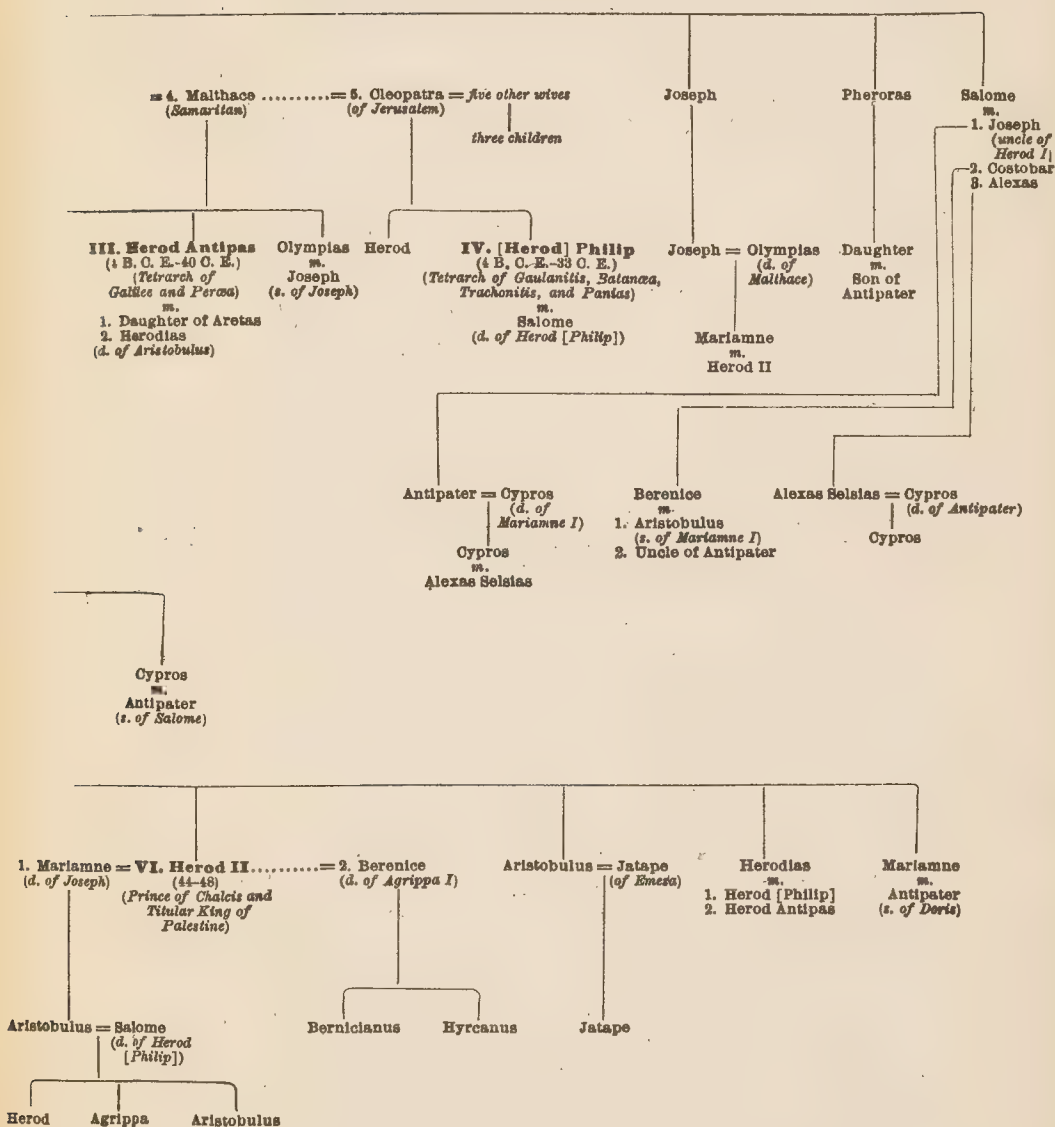 = 4. Malthace ..........= 5. Cleopatra = five other wives
(Samaritan)
(of Jerusalem)
three children
Joseph
Pheroras
Salome
m.
1. Joseph
(uncle of
Herod I)
2. Costobar
3. Alexas
III. Herod Antipas
(4 B. C. E.-40 C. E.)
(Tetrarch of
Galilee and Peræa)
m.
1. Daughter of Aretas
2. Herodias
(d. of Aristobulus)
Olympias
m.
Joseph
(s. of Joseph)
Herod
IV. [Herod] Philip
(4 B. C. E.-33 C. E.)
(Tetrarch of Gaulanitis, Batanæa,
Trachonitis, and Panias)
m.
Salome
(d. of Herod [Philip])
Joseph = Olympias
(d. of
Malthace)
Mariamne
m.
Herod II
Daughter
m.
Son of
Antipater
Antipater = Cypros
(d. of
Mariamne I)
Cypros
m.
Alexas Selsias
Berenice
m.
1. Aristobulus
(s. of Mariamne I)
2. Uncle of Antipater
Alexas Selsias = Cypros
(d. of Antipater)
Cypros
Cypros
m.
Antipater
(s. of Salome)
1. Mariamne = VI. Herod II..........= 2. Berenice
(d. of Joseph)
(44-48)
(Prince of Chalcis and
Titular King of
Palestine)
(d. of Agrippa I)
Aristobulus = Jatape
(of Emesa)
Herodias
m.
1. Herod [Philip]
2. Herod Antipas
Mariamne
m.
Antipater
(s. of Doris)
Aristobulus = Salome
(d. of Herod
[Philip])
Bernicianus
Hyrcanus
Jatape
Herod
Agrippa
Aristobulus